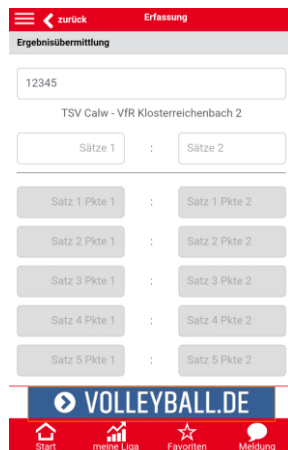 zurück Erfassung
Ergebnisübermittlung
12345
TSV Calw - VfR Klosterreichenbach 2
Sätze 1 : Sätze 2
Satz 1 Pkte 1 : Satz 1 Pkte 2
Satz 2 Pkte 1 : Satz 2 Pkte 2
Satz 3 Pkte 1 : Satz 3 Pkte 2
Satz 4 Pkte 1 : Satz 4 Pkte 2
Satz 5 Pkte 1 : Satz 5 Pkte 2
VOLLEYBALL.DE
Start meine Liga Favoriten Meldung